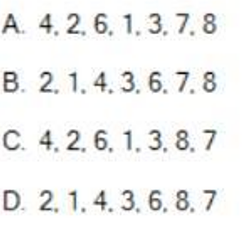 A. 4, 2, 6, 1, 3, 7, 8
B. 2, 1, 4, 3, 6, 7, 8
C. 4, 2, 6, 1, 3, 8, 7
D. 2, 1, 4, 3, 6, 8, 7